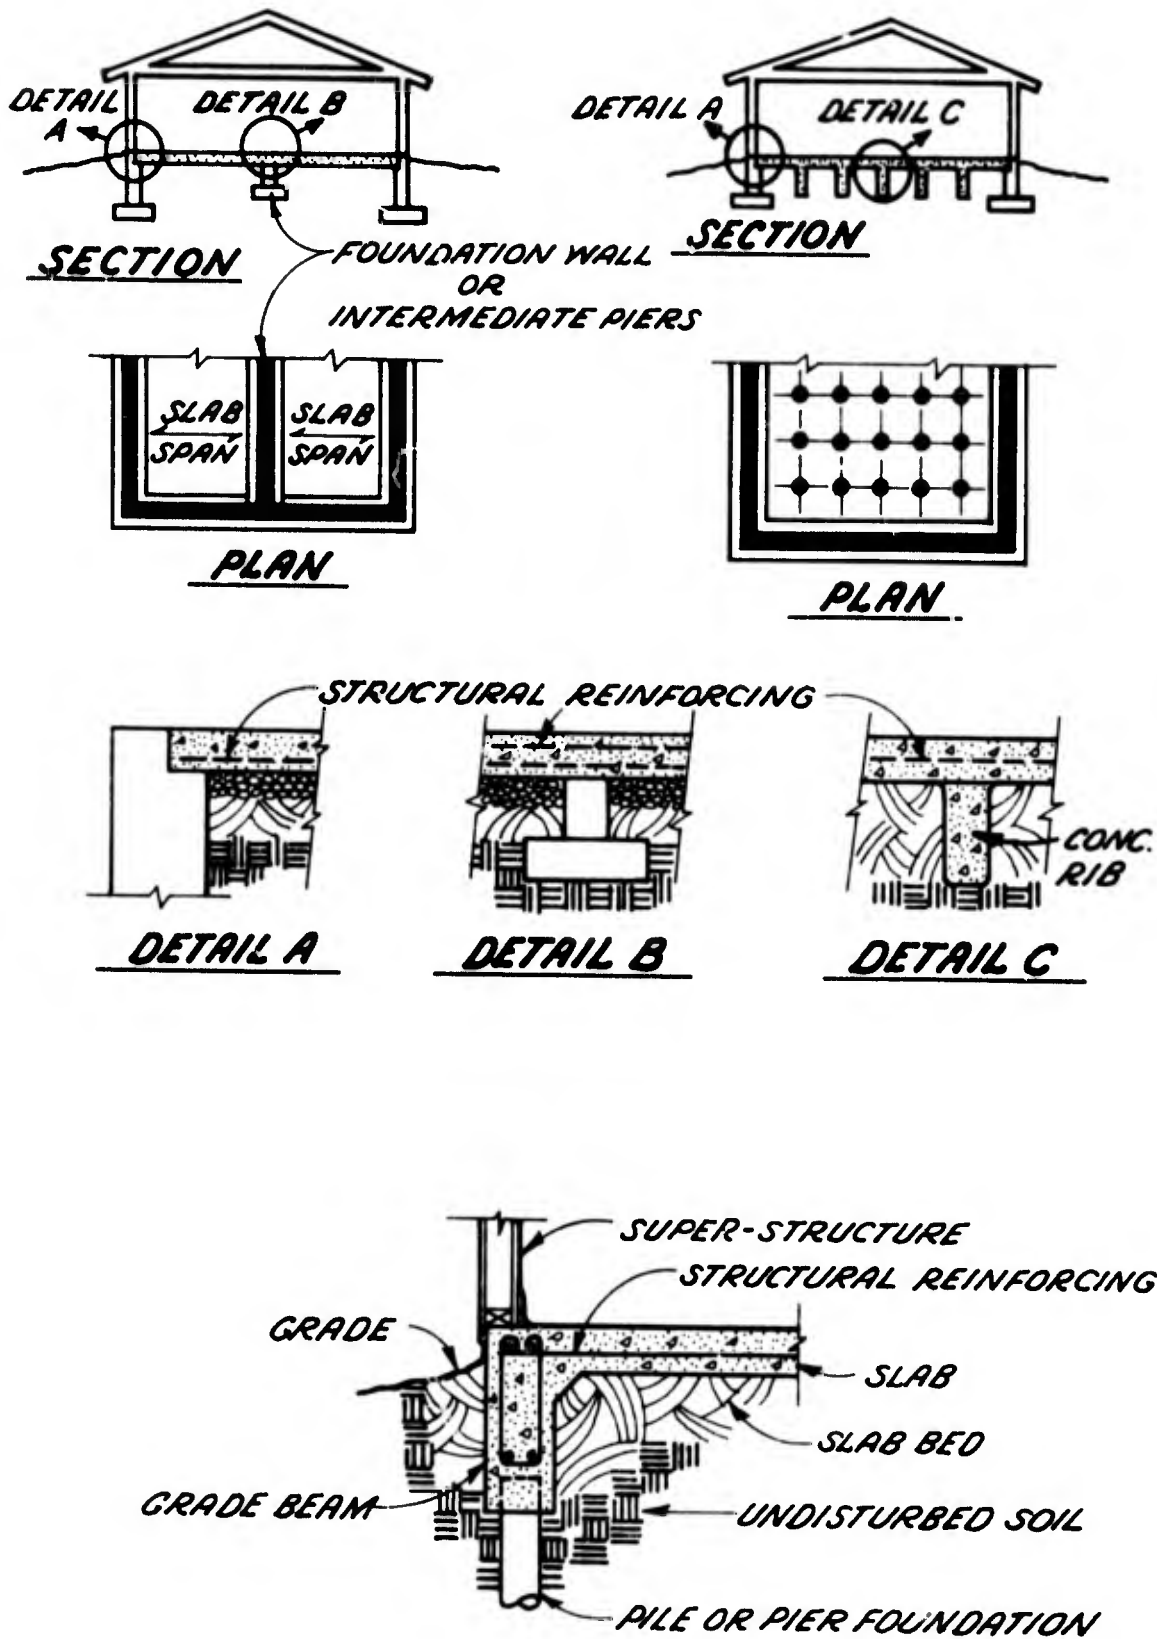 DETAIL
A
DETAIL B
DETAIL A
DETAIL C
SECTION
SECTION
FOUNDATION WALL
OR
INTERMEDIATE PIERS
SLAB
SPAN
SLAB
SPAN
PLAN
PLAN
STRUCTURAL REINFORCING
CONC.
RIB
DETAIL A
DETAIL B
DETAIL C
SUPER-STRUCTURE
STRUCTURAL REINFORCING
GRADE
SLAB
SLAB BED
GRADE BEAM
UNDISTURBED SOIL
PILE OR PIER FOUNDATION